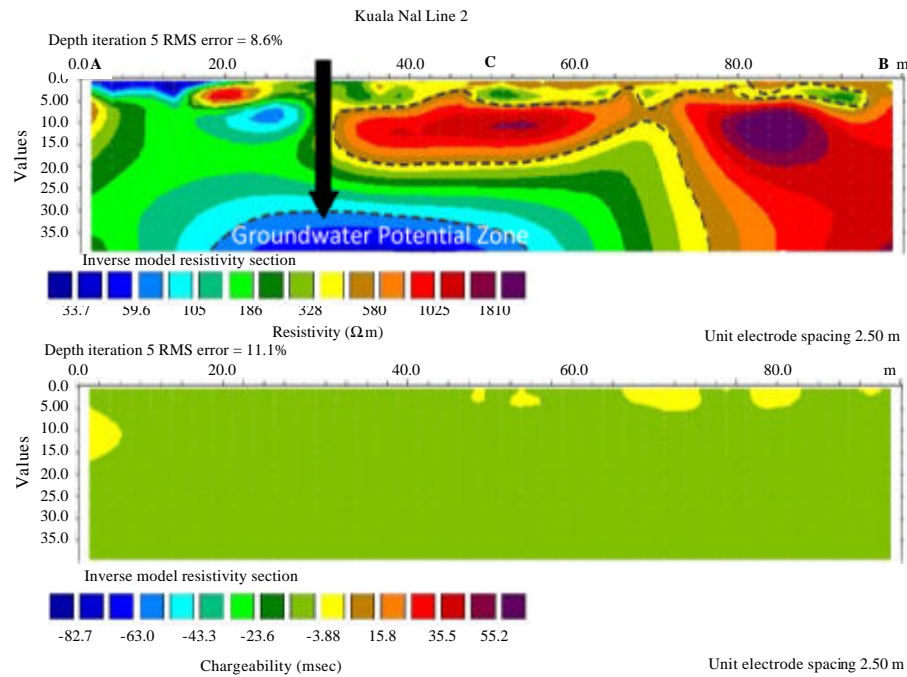 Kuala Nal Line 2
Depth iteration 5 RMS error = 8.6%
0.0 A 20.0 40.0 C 60.0 80.0 B m
0.0
5.00
10.0
15.0
20.0
25.0
30.0
35.0
Values
Groundwater Potential Zone
Inverse model resistivity section
33.7 59.6 105 186 328 580 1025 1810
Resistivity (Ωm)
Unit electrode spacing 2.50 m
Depth iteration 5 RMS error = 11.1%
0.0 20.0 40.0 60.0 80.0 m
0.0
5.00
10.0
15.0
20.0
25.0
30.0
35.0
Values
Inverse model resistivity section
-82.7 -63.0 -43.3 -23.6 -3.88 15.8 35.5 55.2
Chargeability (msec)
Unit electrode spacing 2.50 m